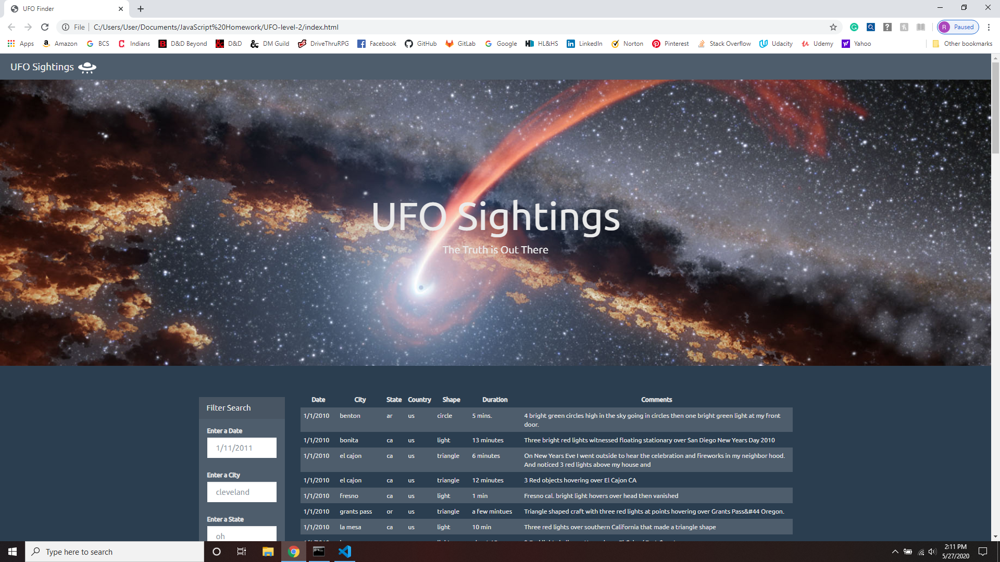 UFO Finder
File C:/Users/User/Documents/JavaScript%20Homework/UFO-level-2/index.html
R Paused
Apps Amazon BCS Indians D&D Beyond D&D DM Guild DriveThruRPG Facebook GitHub GitLab Google HL&HS LinkedIn Norton Pinterest Stack Overflow Udacity Udemy Yahoo Other bookmarks
UFO Sightings
UFO Sightings
The Truth is Out There
Filter Search
Enter a Date
1/11/2011
Enter a City
cleveland
Enter a State
oh
Date City State Country Shape Duration Comments
1/1/2010 benton ar us circle 5 mins. 4 bright green circles high in the sky going in circles then one bright green light at my front
door.
1/1/2010 bonita ca us light 13 minutes Three bright red lights witnessed floating stationary over San Diego New Years Day 2010
1/1/2010 el cajon ca us triangle 6 minutes On New Years Eve I went outside to hear the celebration and fireworks in my neighbor hood.
And noticed 3 red lights above my house and
1/1/2010 el cajon ca us triangle 12 minutes 3 Red objects hovering over El Cajon CA
1/1/2010 fresno ca us light 1 min Fresno cal. bright light hovers over head then vanished
1/1/2010 grants pass or us triangle a few mintues Triangle shaped craft with three red lights at points hovering over Grants Pass&#44 Oregon.
1/1/2010 la mesa ca us light 10 min Three red lights over southern California that made a triangle shape
Type here to search
2:11 PM
5/27/2020